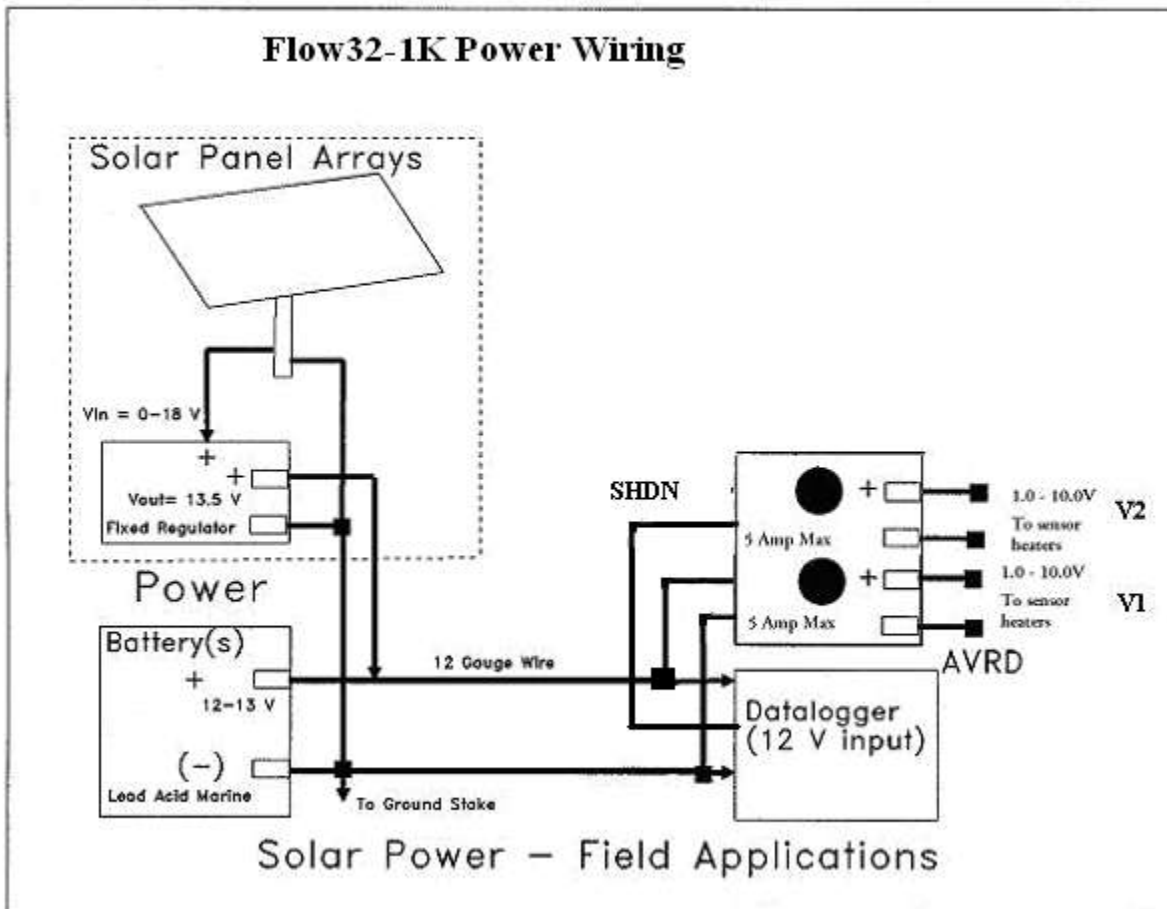 Flow32-1K Power Wiring
Solar Panel Arrays
Vin = 0-18 V
+
+
Vout= 13.5 V
Fixed Regulator
Power
Battery(s)
+
12-13 V
(-)
Lead Acid Marine
12 Gauge Wire
To Ground Stake
SHDN
+
5 Amp Max
+
5 Amp Max
1.0 - 10.0V
To sensor
heaters
V2
1.0 - 10.0V
To sensor
heaters
V1
AVRD
Datalogger
(12 V input)
Solar Power - Field Applications